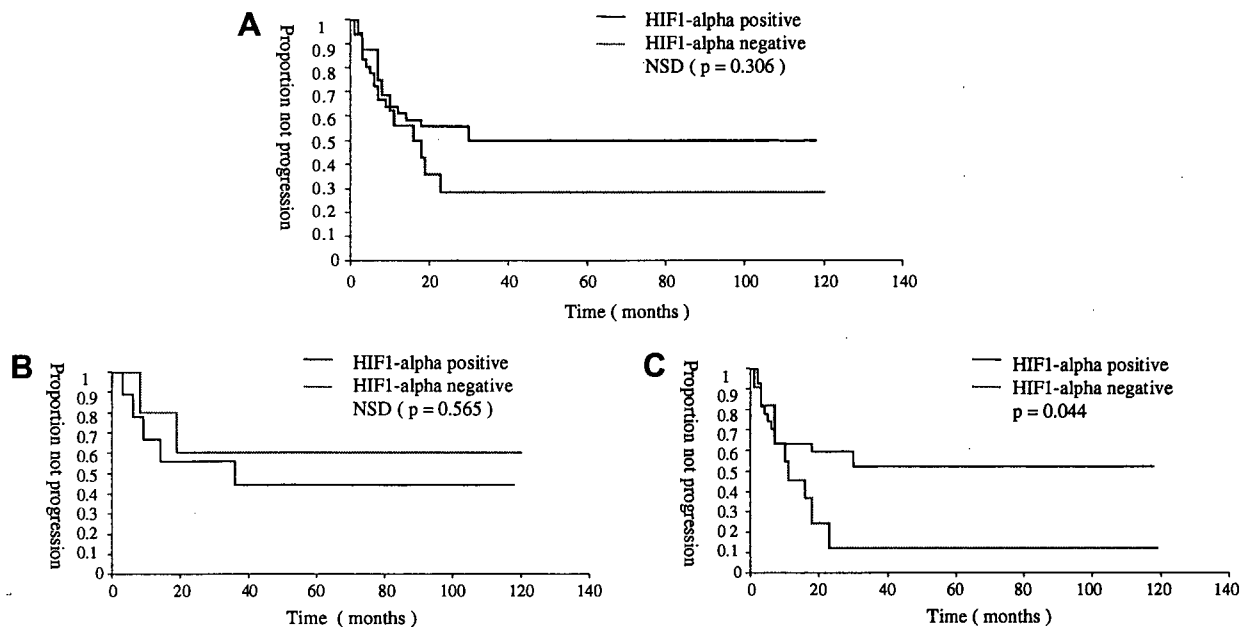 A
Proportion not progression
1
0.9
0.8
0.7
0.6
0.5
0.4
0.3
0.2
0.1
0
HIF1-alpha positive
HIF1-alpha negative
NSD ( p = 0.306 )
0 20 40 60 80 100 120 140
Time ( months )
B
Proportion not progression
1
0.9
0.8
0.7
0.6
0.5
0.4
0.3
0.2
0.1
0
HIF1-alpha positive
HIF1-alpha negative
NSD ( p = 0.565 )
0 20 40 60 80 100 120 140
Time ( months )
C
Proportion not progression
1
0.9
0.8
0.7
0.6
0.5
0.4
0.3
0.2
0.1
0
HIF1-alpha positive
HIF1-alpha negative
p = 0.044
0 20 40 60 80 100 120 140
Time ( months )